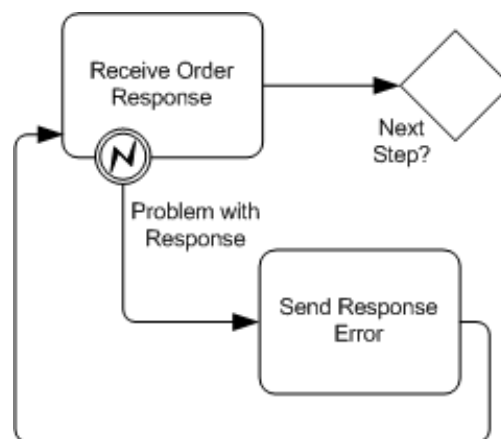 Receive Order
Response
Next
Step?
Problem with
Response
Send Response
Error